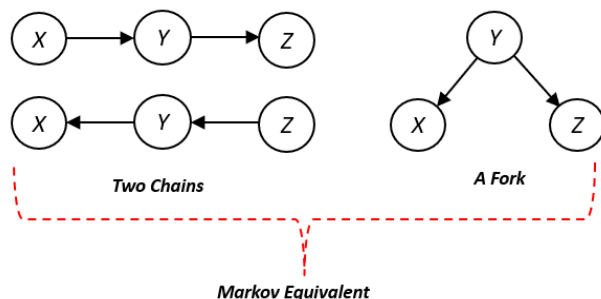 X Y Z
Y
X Y Z
X Z
Two Chains
A Fork
Markov Equivalent